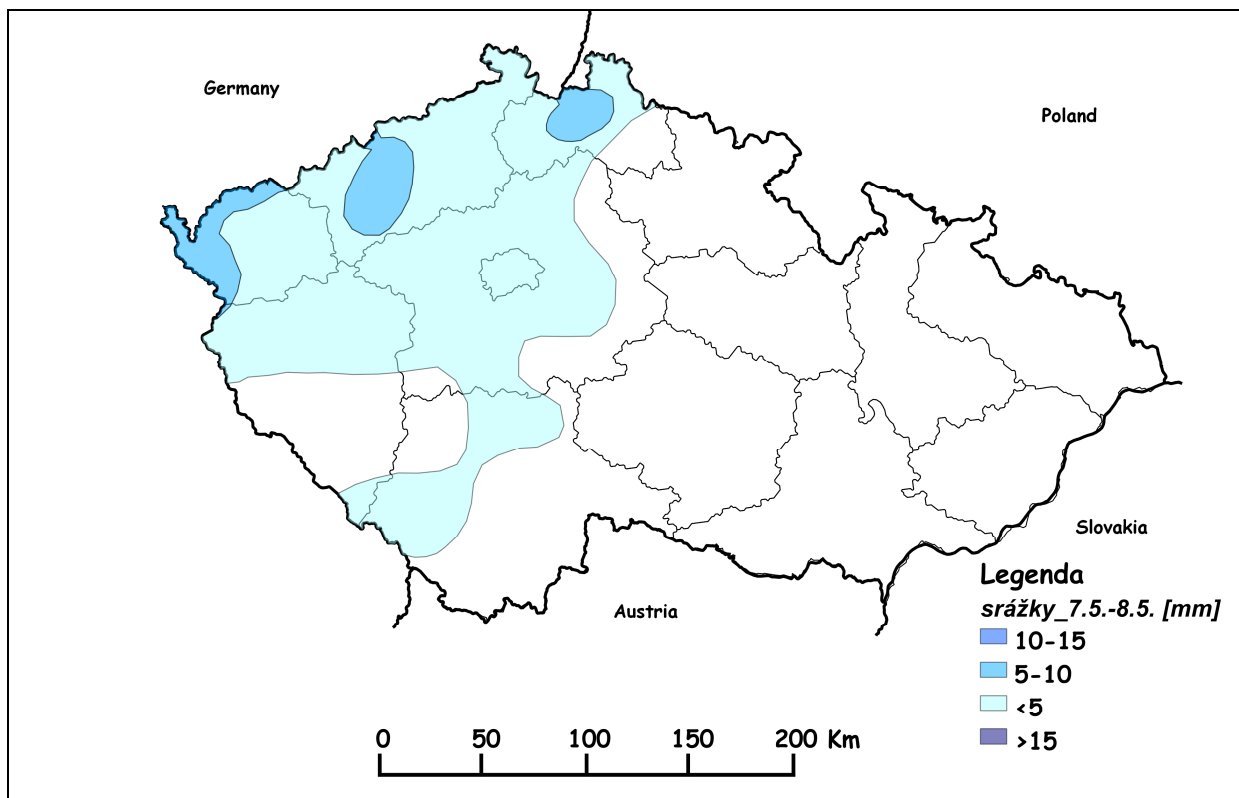 Germany
Poland
Slovakia
Austria
Legenda
srážky_7.5.-8.5. [mm]
10-15
5-10
<5
>15
0 50 100 150 200 Km